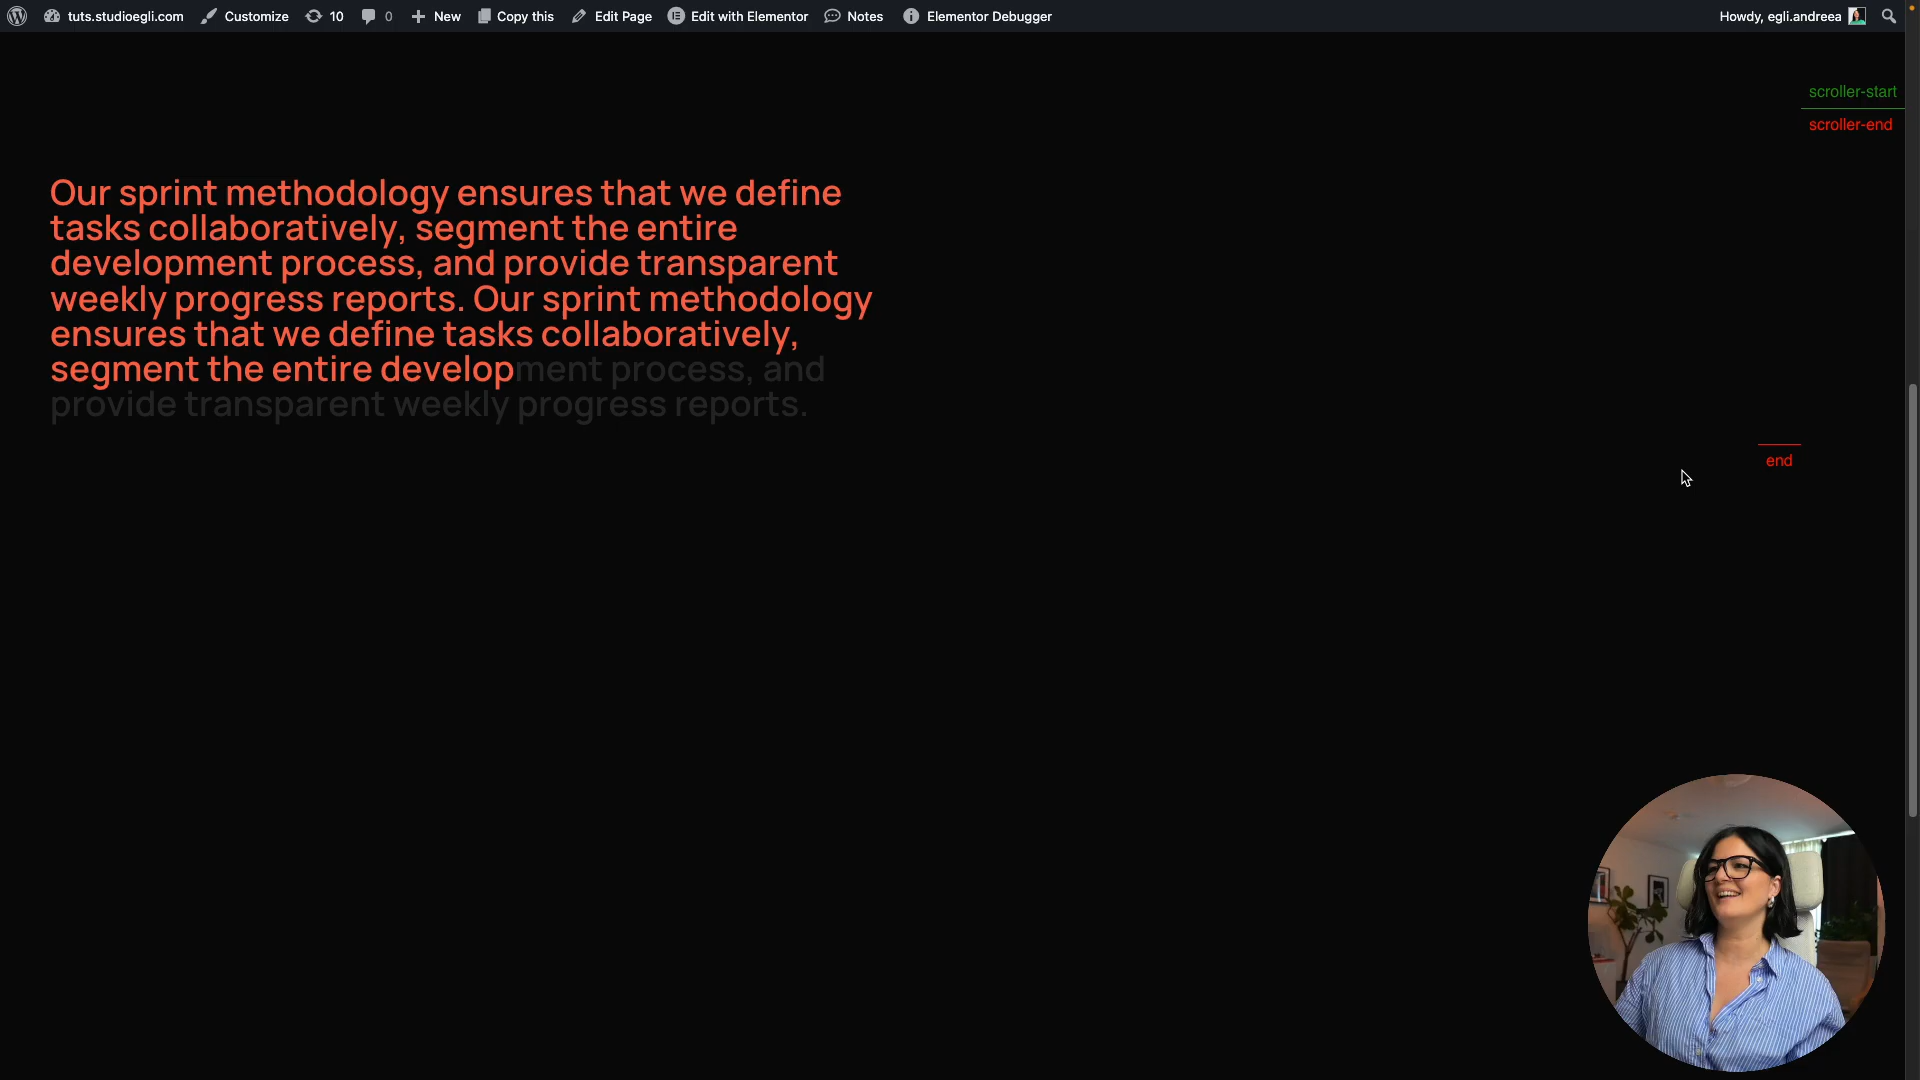 tuts.studioegli.com Customize 10 0 New Copy this Edit Page Edit with Elementor Notes Elementor Debugger Howdy, egli.andreea
scroller-start
scroller-end
Our sprint methodology ensures that we define
tasks collaboratively, segment the entire
development process, and provide transparent
weekly progress reports. Our sprint methodology
ensures that we define tasks collaboratively,
segment the entire development process, and
provide transparent weekly progress reports.
end